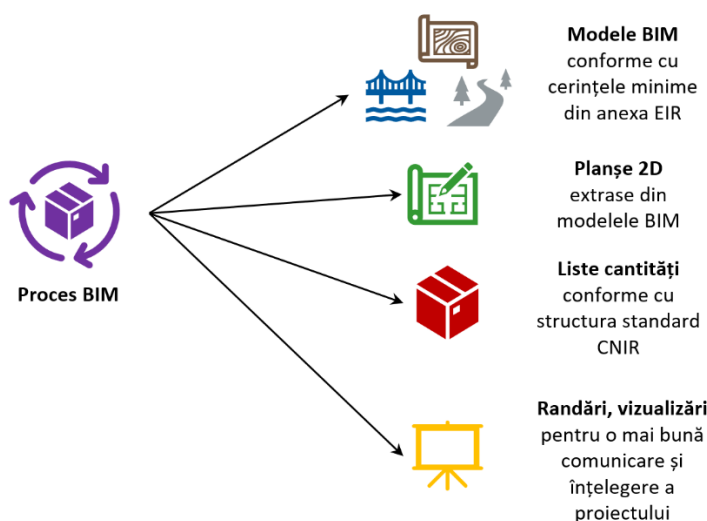 Modele BIM
conforme cu
cerințele minime
din anexa EIR
Planșe 2D
extrase din
modelele BIM
Proces BIM
Liste cantități
conforme cu
structura standard
CNIR
Randări, vizualizări
pentru o mai bună
comunicare și
înțelegere a
proiectului